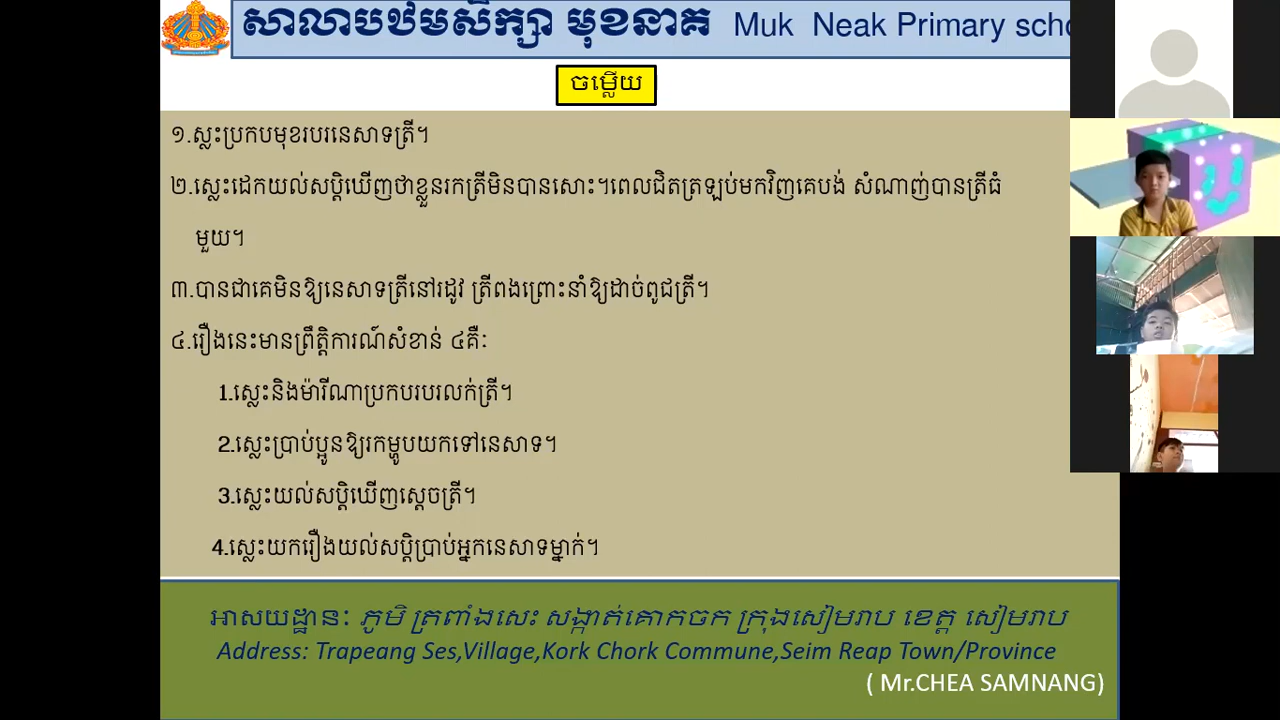 សាលាបឋមសិក្សា មុខនាគ Muk Neak Primary scho
ចម្លើយ
១.ស្លះប្រកបមុខរបរនេសាទត្រី។
២.ស្លេះដេកយល់សប្តិឃើញថាខ្លួនរកត្រីមិនបានសោះ។ពេលជិតត្រឡប់មកវិញគេបង់ សំណាញ់បានត្រីធំ
មួយ។
៣.បានជាគេមិនឱ្យនេសាទត្រីនៅរដូវ ត្រីពងព្រោះនាំឱ្យដាច់ពូជត្រី។
៤.រឿងនេះមានព្រឹត្តិការណ៍សំខាន់ ៤គឺៈ
1.ស្លេះនិងម៉ារីណាប្រកបរបរលក់ត្រី។
2.ស្លេះប្រាប់ប្អូនឱ្យរកម្ហូបយកទៅនេសាទ។
3.ស្លេះយល់សប្តិឃើញស្តេចត្រី។
4.ស្លេះយករឿងយល់សប្តិប្រាប់អ្នកនេសាទម្នាក់។
អាសយដ្ឋានៈ ភូមិ ត្រពាំងសេះ សង្កាត់គោកចក ក្រុងសៀមរាប ខេត្ត សៀមរាប
Address: Trapeang Ses,Village,Kork Chork Commune,Seim Reap Town/Province
( Mr.CHEA SAMNANG)